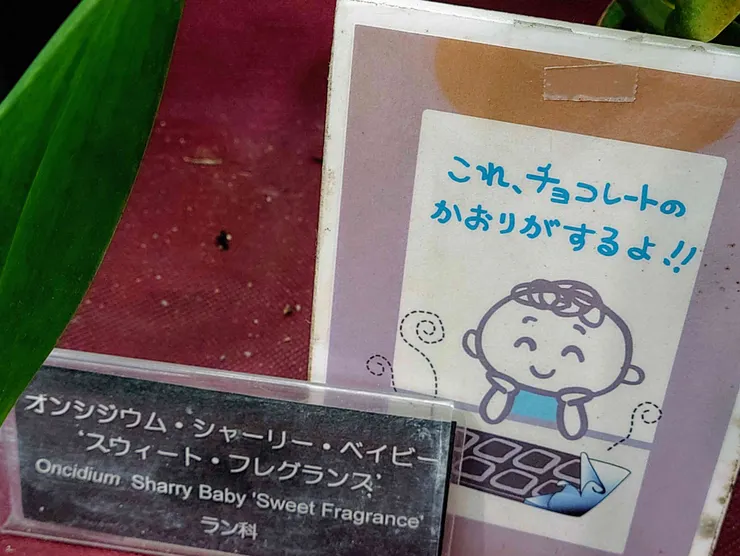 これ、チョコレートの
かおりがするよ!!
オンシジウム・シャーリー・ベイビー
'スウィート・フレグランス'
Oncidium Sharry Baby 'Sweet Fragrance'
ラン科